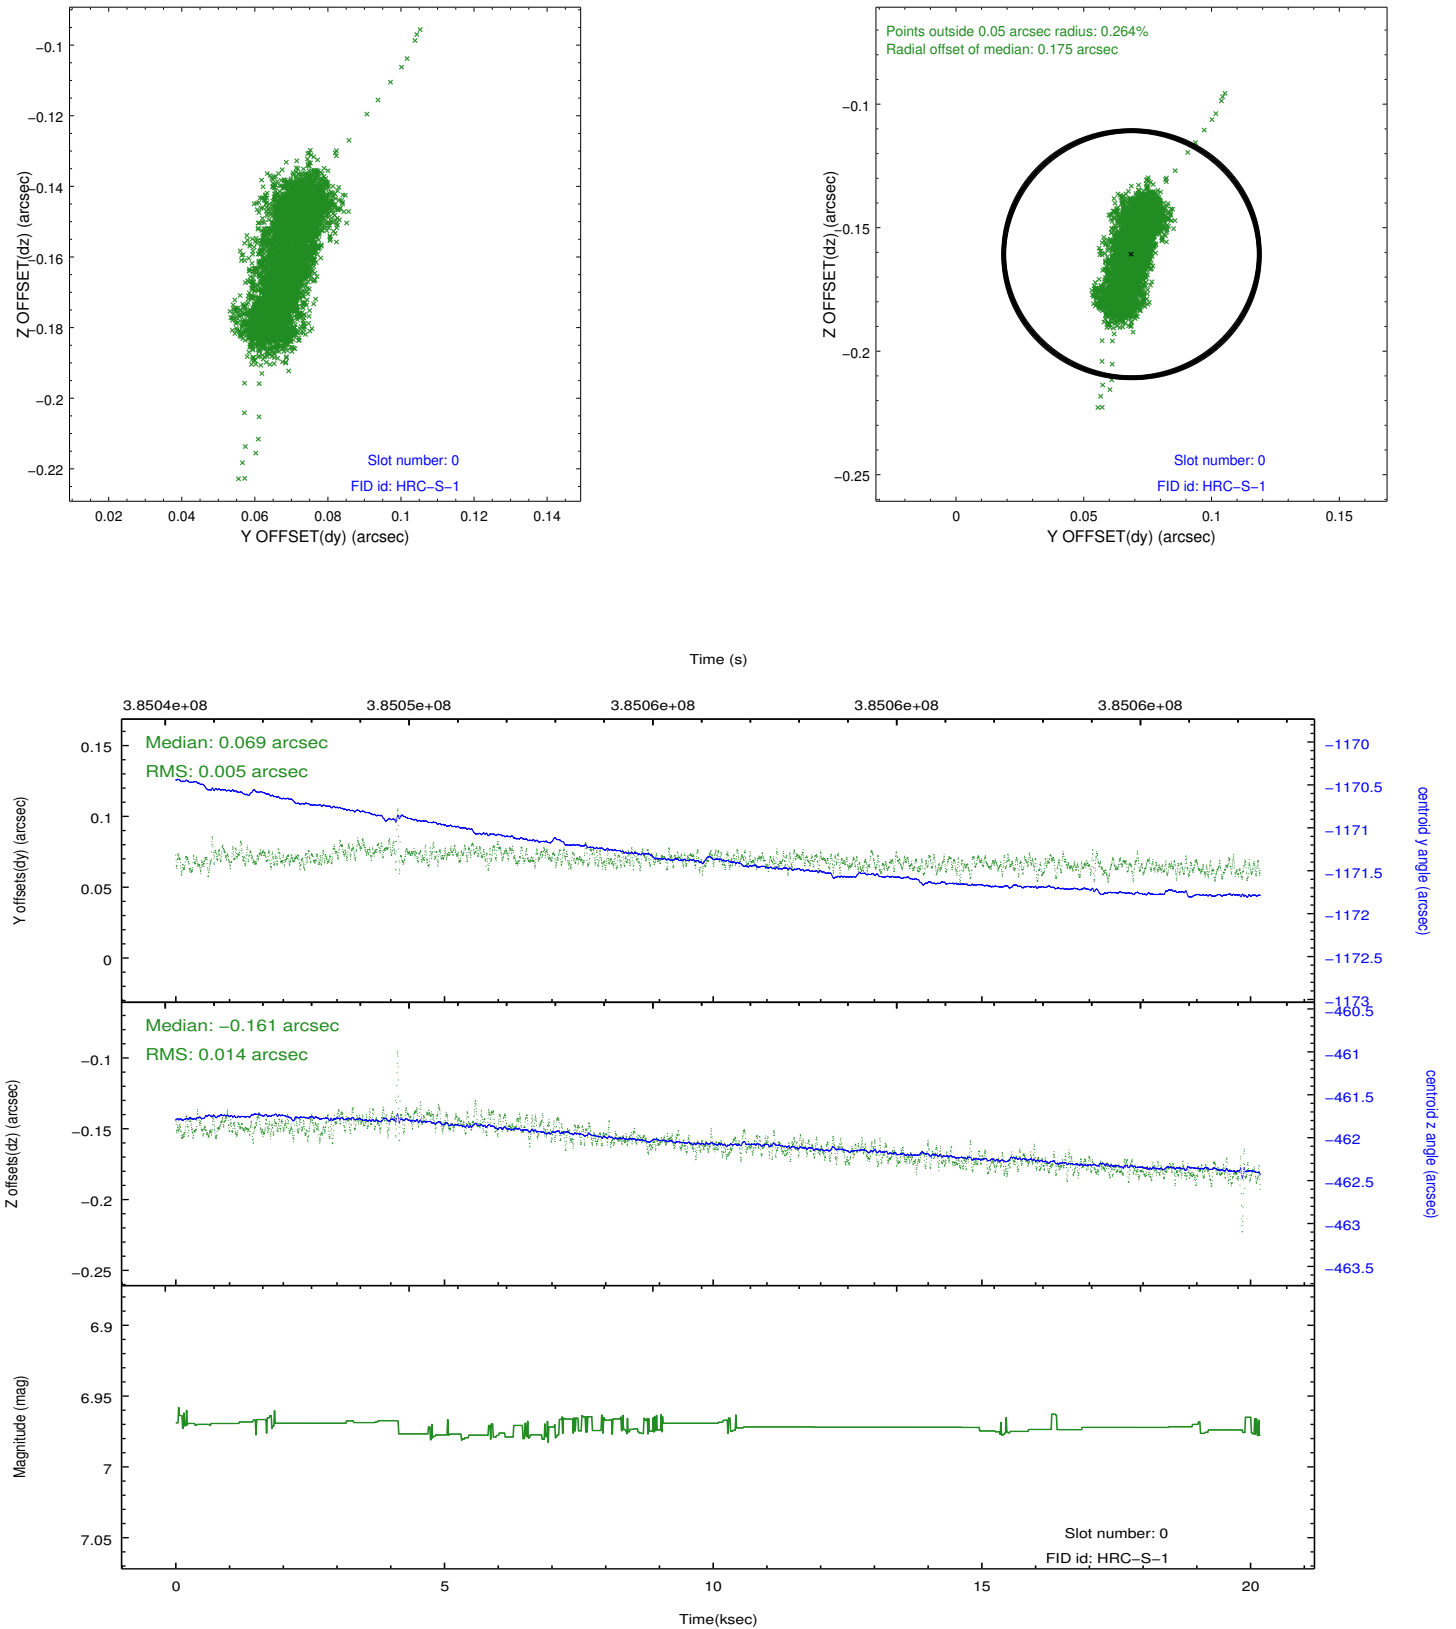 −0.1
−0.12
−0.14
−0.16
−0.18
−0.2
−0.22
Z OFFSET(dz) (arcsec)
Slot number: 0
FID id: HRC−S−1
0.02 0.04 0.06 0.08 0.1 0.12 0.14
Y OFFSET(dy) (arcsec)
Points outside 0.05 arcsec radius: 0.264%
Radial offset of median: 0.175 arcsec
−0.1
−0.15
−0.2
−0.25
Z OFFSET(dz) (arcsec)
Slot number: 0
FID id: HRC−S−1
0 0.05 0.1 0.15
Y OFFSET(dy) (arcsec)
Time (s)
3.8504e+08 3.8505e+08 3.8506e+08 3.8506e+08 3.8506e+08
Median: 0.069 arcsec
RMS: 0.005 arcsec
0.15
0.1
0.05
0
Y offsets(dy) (arcsec)
−1170
−1170.5
−1171
−1171.5
−1172
−1172.5
−1173
centroid y angle (arcsec)
Median: −0.161 arcsec
RMS: 0.014 arcsec
−0.1
−0.15
−0.2
−0.25
Z offsets(dz) (arcsec)
−460.5
−461
−461.5
−462
−462.5
−463
−463.5
centroid z angle (arcsec)
6.9
6.95
7
7.05
Magnitude (mag)
Slot number: 0
FID id: HRC−S−1
0 5 10 15 20
Time(ksec)